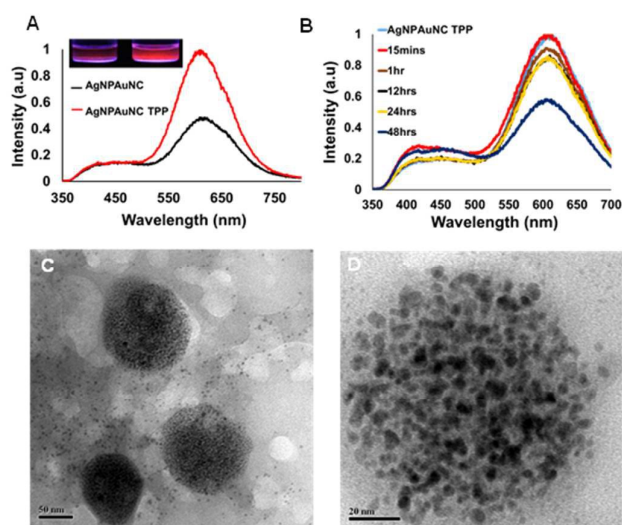 A
Intensity (a.u)
1
0.8
0.6
0.4
0.2
0
AgNPAuNC
AgNPAuNC TPP
350 450 550 650 750
Wavelength (nm)
B
Intensity (a.u)
1
0.8
0.6
0.4
0.2
0
AgNPAuNC TPP
15mins
1hr
12hrs
24hrs
48hrs
350 400 450 500 550 600 650 700
Wavelength (nm)
C
50 nm
D
20 nm